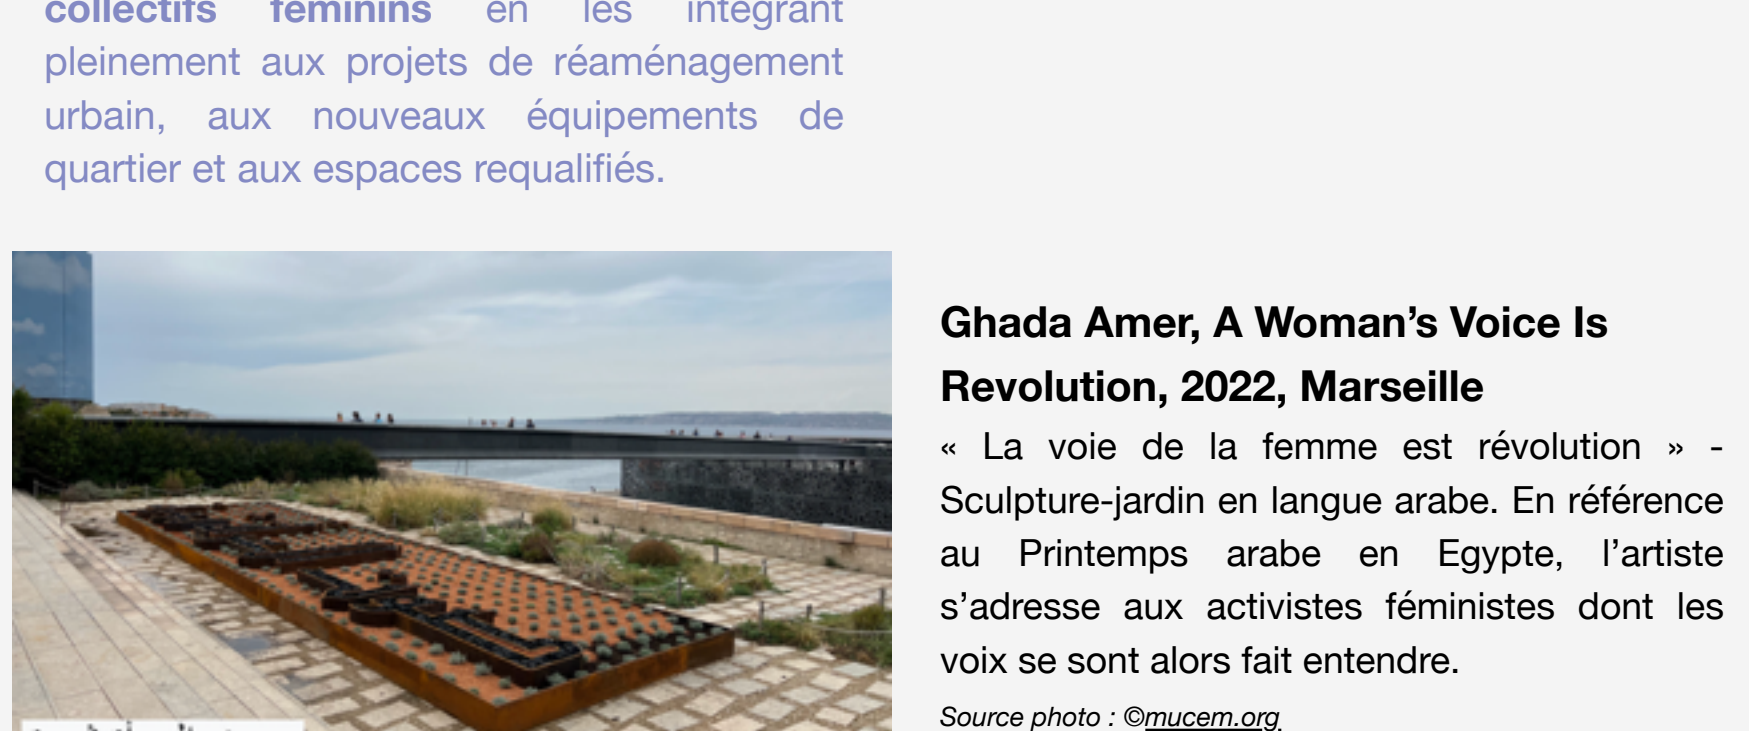 collectifs féminins en les intégrant
pleinement aux projets de réaménagement
urbain, aux nouveaux équipements de
quartier et aux espaces requalifiés.
Ghada Amer, A Woman’s Voice Is
Revolution, 2022, Marseille
« La voie de la femme est révolution » -
Sculpture-jardin en langue arabe. En référence
au Printemps arabe en Egypte, l’artiste
s’adresse aux activistes féministes dont les
voix se sont alors fait entendre.
Source photo : ©mucem.org